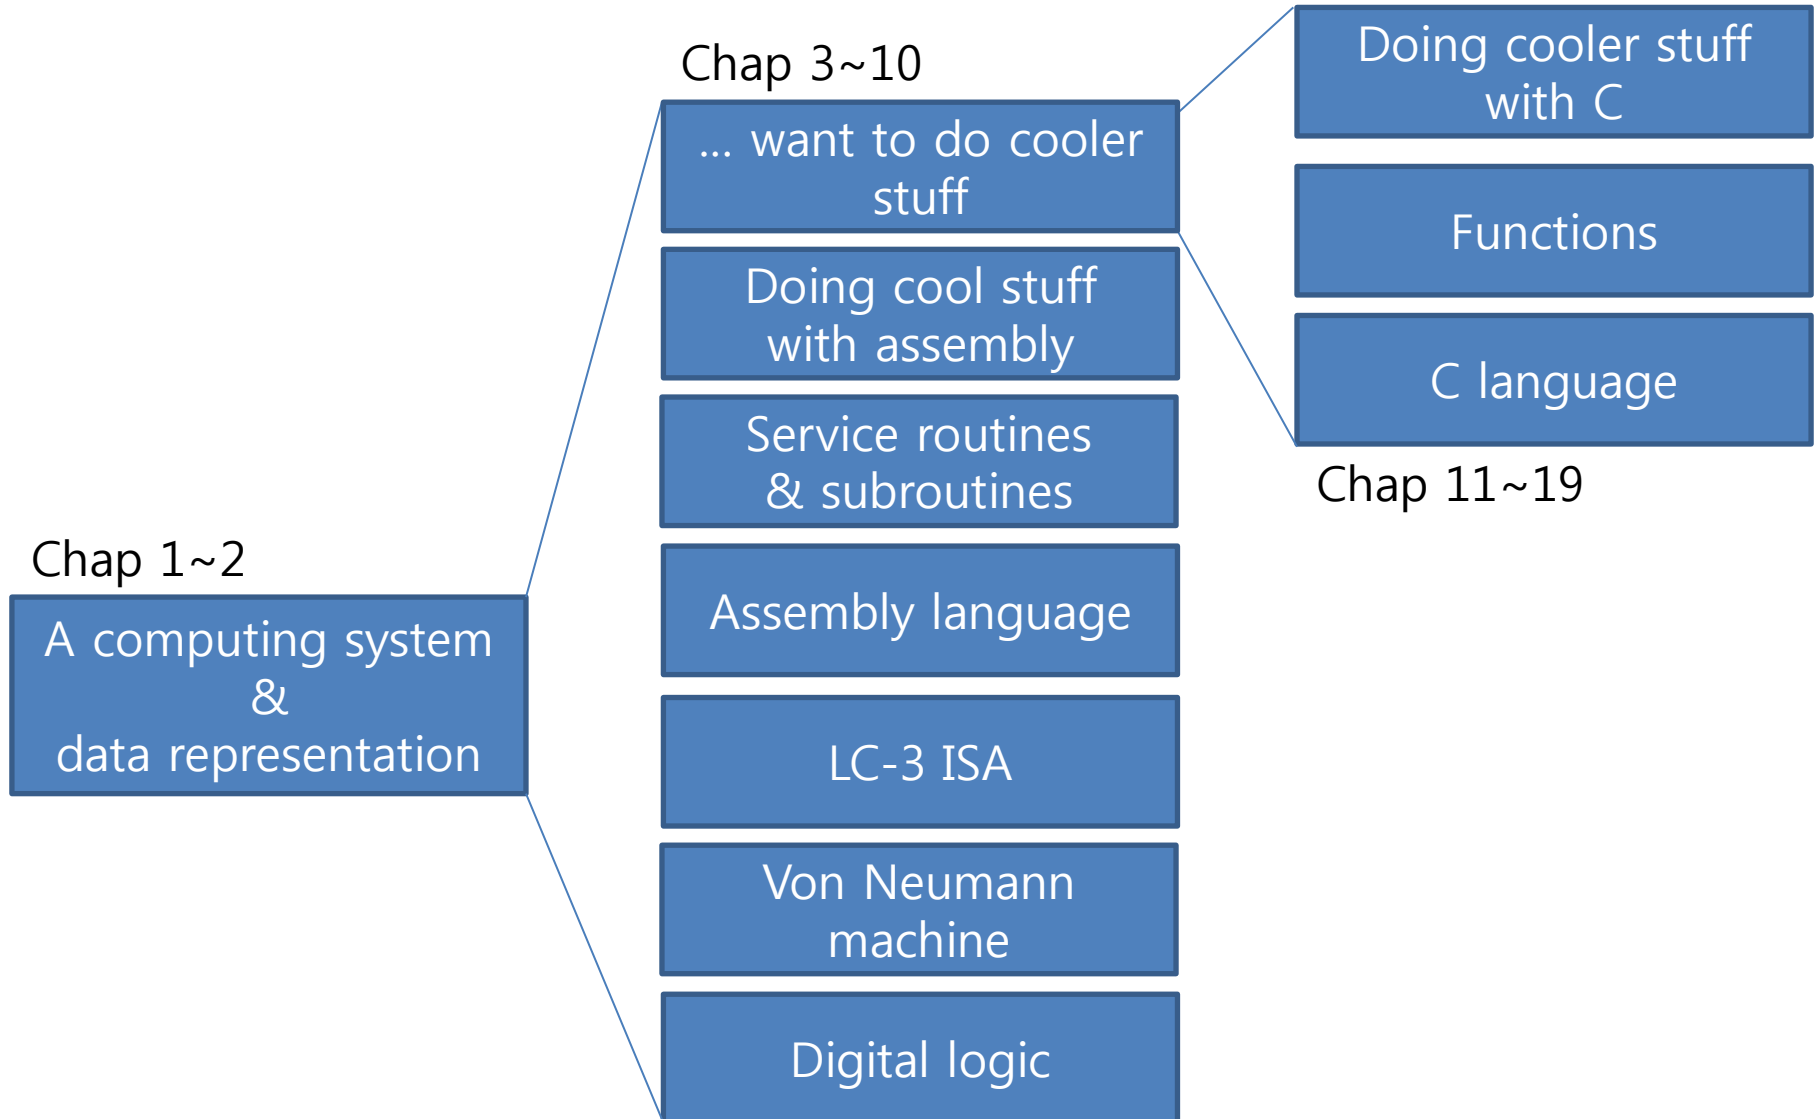 Chap 1~2
A computing system
&
data representation
Chap 3~10
... want to do cooler
stuff
Doing cool stuff
with assembly
Service routines
& subroutines
Assembly language
LC-3 ISA
Von Neumann
machine
Digital logic
Doing cooler stuff
with C
Functions
C language
Chap 11~19